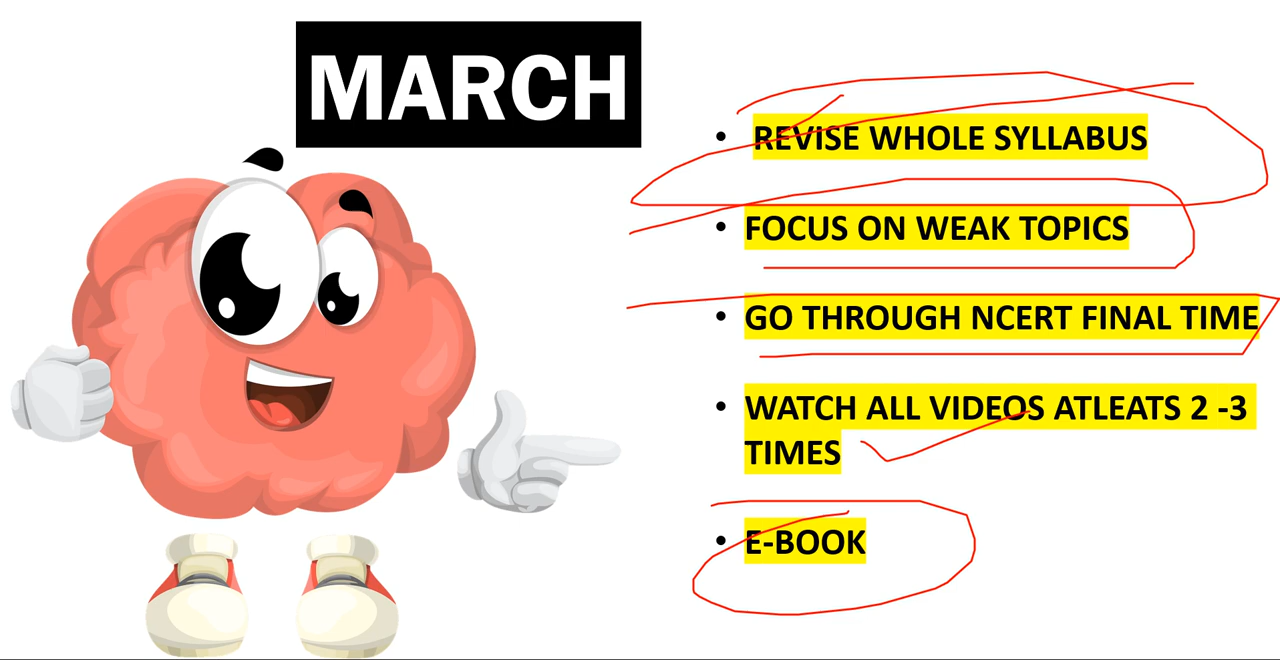 MARCH
• REVISE WHOLE SYLLABUS
• FOCUS ON WEAK TOPICS
• GO THROUGH NCERT FINAL TIME
• WATCH ALL VIDEOS ATLEATS 2 -3
TIMES
• E-BOOK